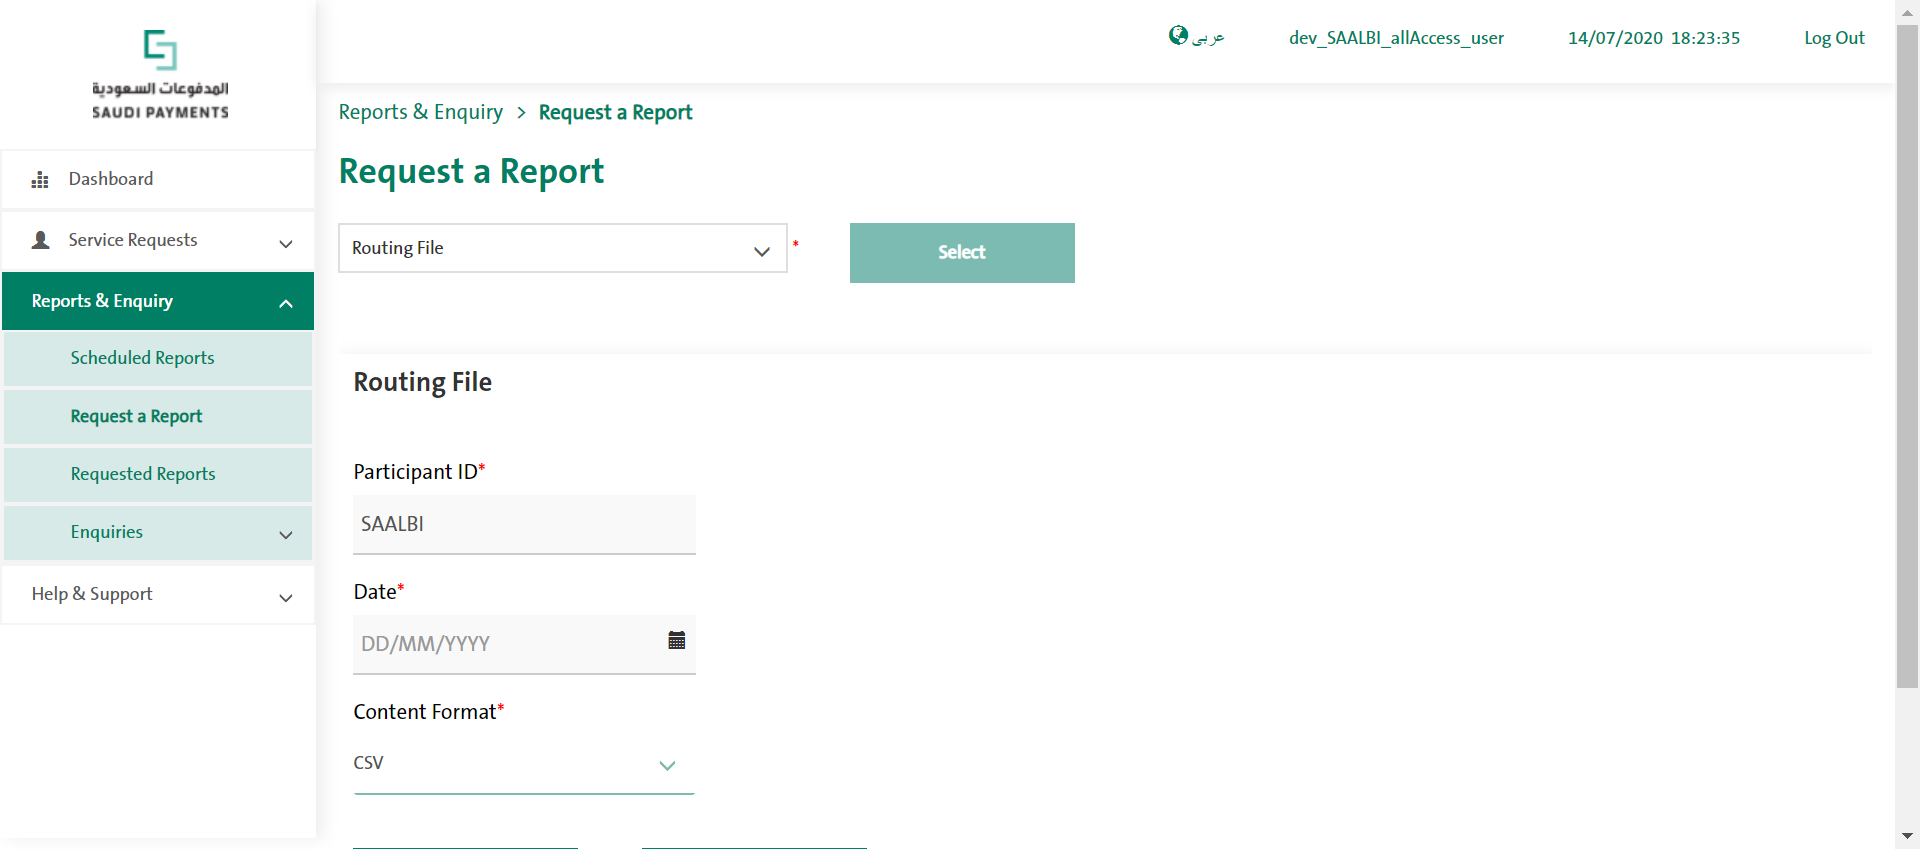 المدفوعات السعودية
SAUDI PAYMENTS
عربى
dev_SAALBI_allAccess_user
14/07/2020 18:23:35
Log Out
Dashboard
Service Requests
Reports & Enquiry
Scheduled Reports
Request a Report
Requested Reports
Enquiries
Help & Support
Reports & Enquiry > Request a Report
Request a Report
Routing File *
Select
Routing File
Participant ID*
SAALBI
Date*
DD/MM/YYYY
Content Format*
CSV